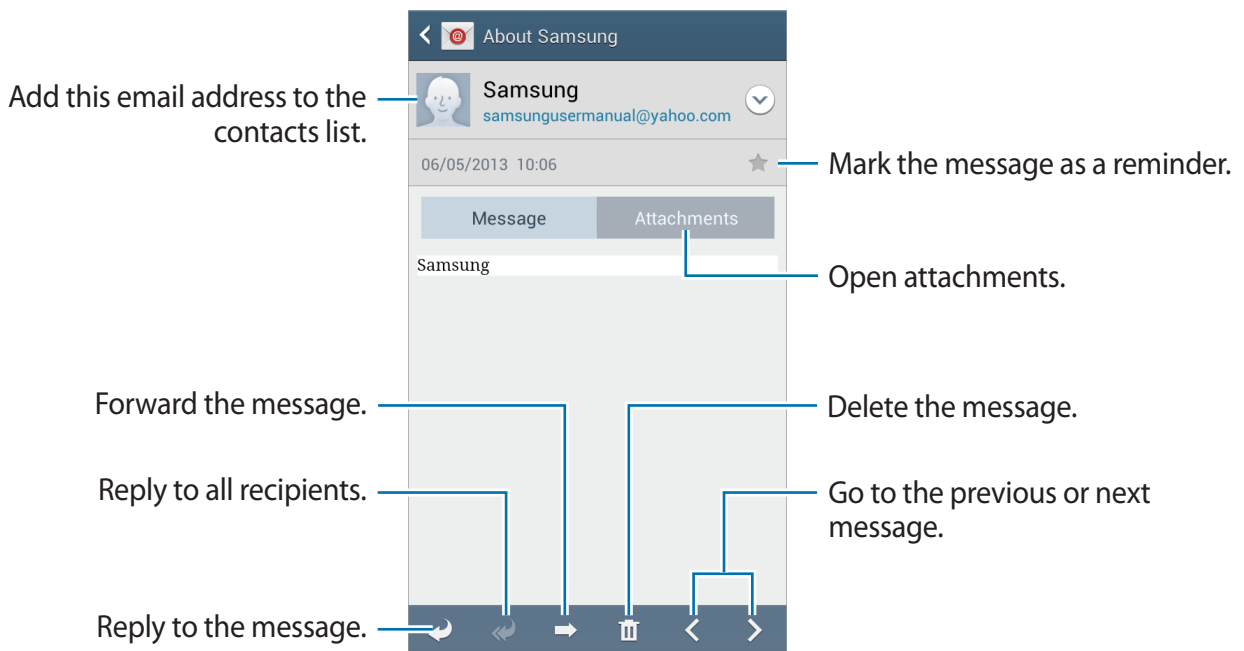 About Samsung
Add this email address to the
contacts list.
Samsung
samsungusermanual@yahoo.com
06/05/2013 10:06
Mark the message as a reminder.
Message
Attachments
Samsung
Open attachments.
Forward the message.
Delete the message.
Reply to all recipients.
Go to the previous or next
message.
Reply to the message.